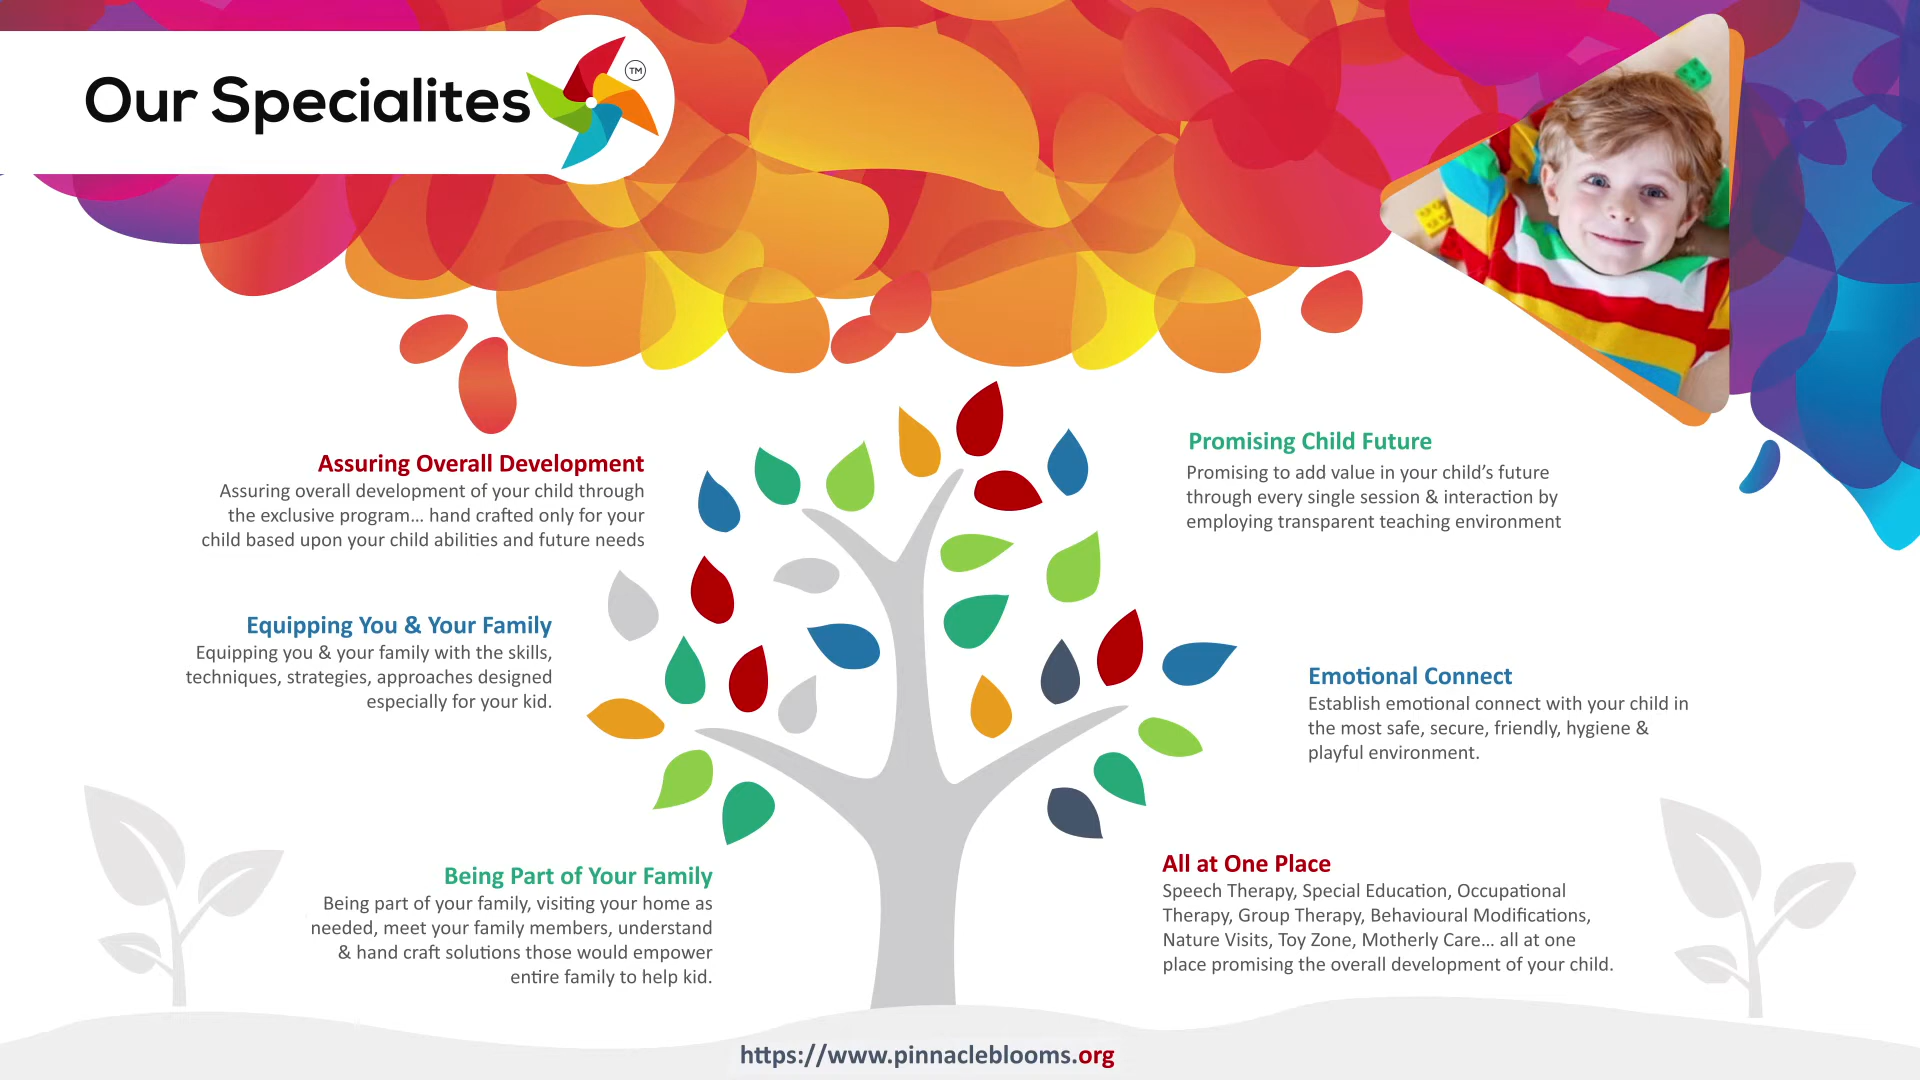 Our Specialites
TM
Assuring Overall Development
Assuring overall development of your child through
the exclusive program... hand crafted only for your
child based upon your child abilities and future needs
Equipping You & Your Family
Equipping you & your family with the skills,
techniques, strategies, approaches designed
especially for your kid.
Being Part of Your Family
Being part of your family, visiting your home as
needed, meet your family members, understand
& hand craft solutions those would empower
entire family to help kid.
Promising Child Future
Promising to add value in your child’s future
through every single session & interaction by
employing transparent teaching environment
Emotional Connect
Establish emotional connect with your child in
the most safe, secure, friendly, hygiene &
playful environment.
All at One Place
Speech Therapy, Special Education, Occupational
Therapy, Group Therapy, Behavioural Modifications,
Nature Visits, Toy Zone, Motherly Care... all at one
place promising the overall development of your child.
https://www.pinnacleblooms.org